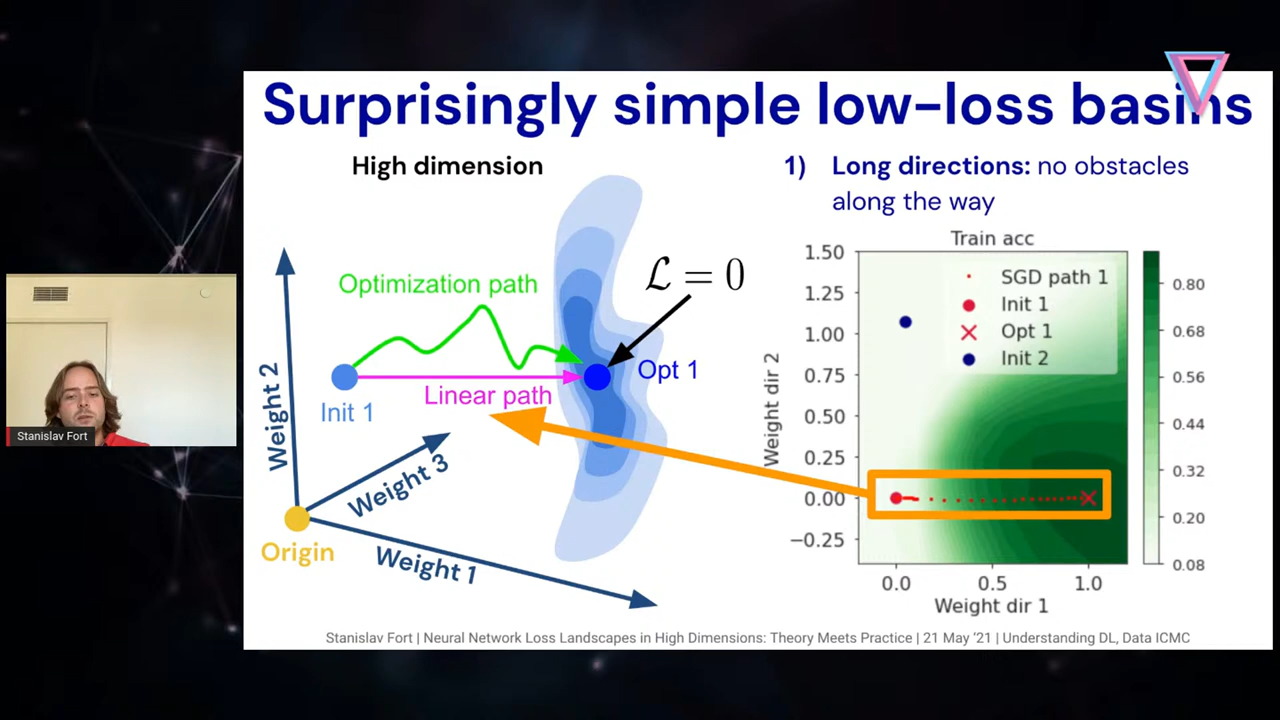 Surprisingly simple low-loss basins
High dimension
1) Long directions: no obstacles
along the way
Optimization path
ℒ = 0
Opt 1
Linear path
Init 1
Weight 2
Weight 3
Origin
Weight 1
Train acc
SGD path 1
Init 1
Opt 1
Init 2
1.50
1.25
1.00
0.75
0.50
0.25
0.00
−0.25
Weight dir 2
0.0 0.5 1.0
Weight dir 1
0.80
0.68
0.56
0.44
0.32
0.20
0.08
Stanislav Fort
Stanislav Fort | Neural Network Loss Landscapes in High Dimensions: Theory Meets Practice | 21 May '21 | Understanding DL, Data ICMC